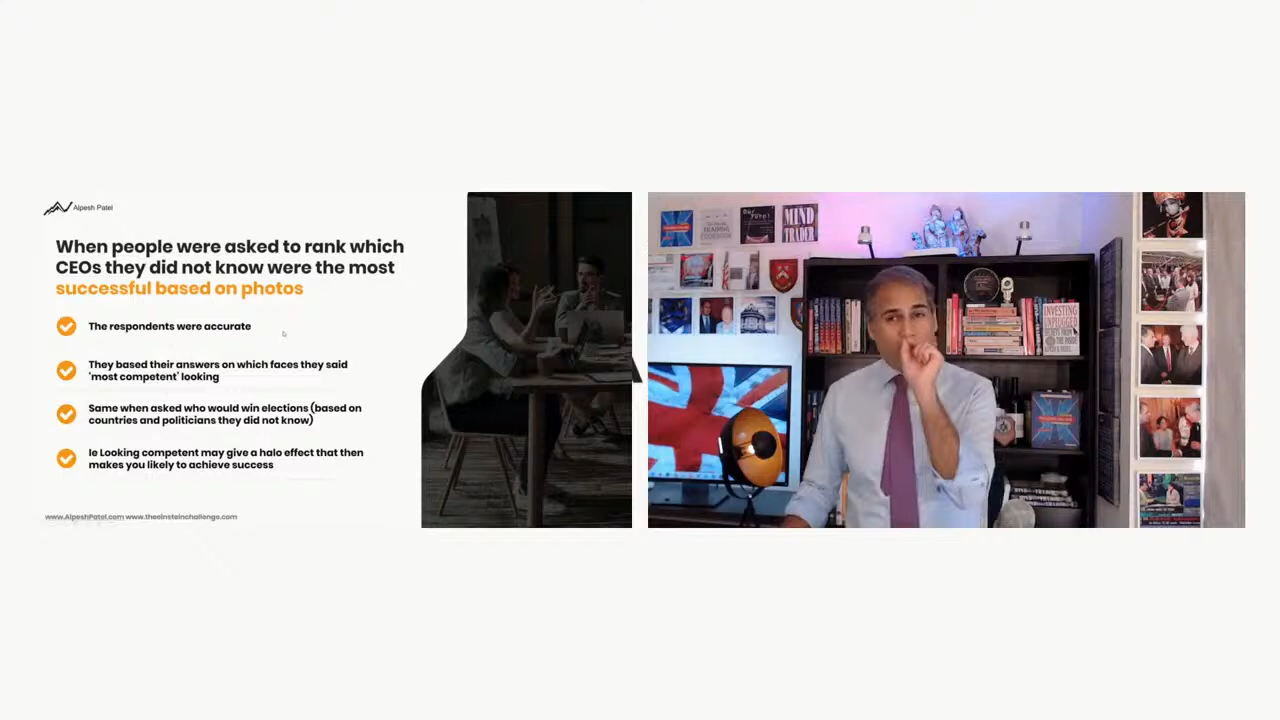 Alpesh Patel
When people were asked to rank which
CEOs they did not know were the most
successful based on photos
The respondents were accurate
They based their answers on which faces they said
'most competent' looking
Same when asked who would win elections (based on
countries and politicians they did not know)
Ie Looking competent may give a halo effect that then
makes you likely to achieve success
www.AlpeshPatel.com www.theeinsteinchallenge.com
MIND
TRADER
INVESTING
UNPLUGGED